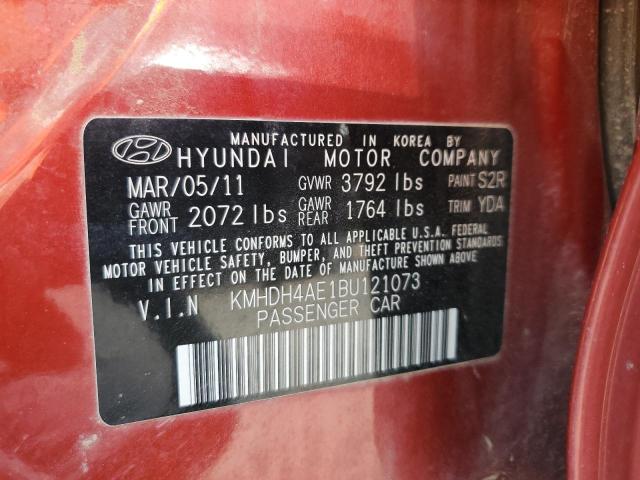 MANUFACTURED IN KOREA BY
HYUNDAI MOTOR COMPANY
MAR/05/11 GVWR 3792 lbs PAINT S2R
GAWR FRONT 2072 lbs GAWR REAR 1764 lbs TRIM YDA
THIS VEHICLE CONFORMS TO ALL APPLICABLE U.S.A. FEDERAL
MOTOR VEHICLE SAFETY, BUMPER, AND THEFT PREVENTION STANDARDS
IN EFFECT ON THE DATE OF MANUFACTURE SHOWN ABOVE.
V.I.N KMHDH4AE1BU121073
PASSENGER CAR